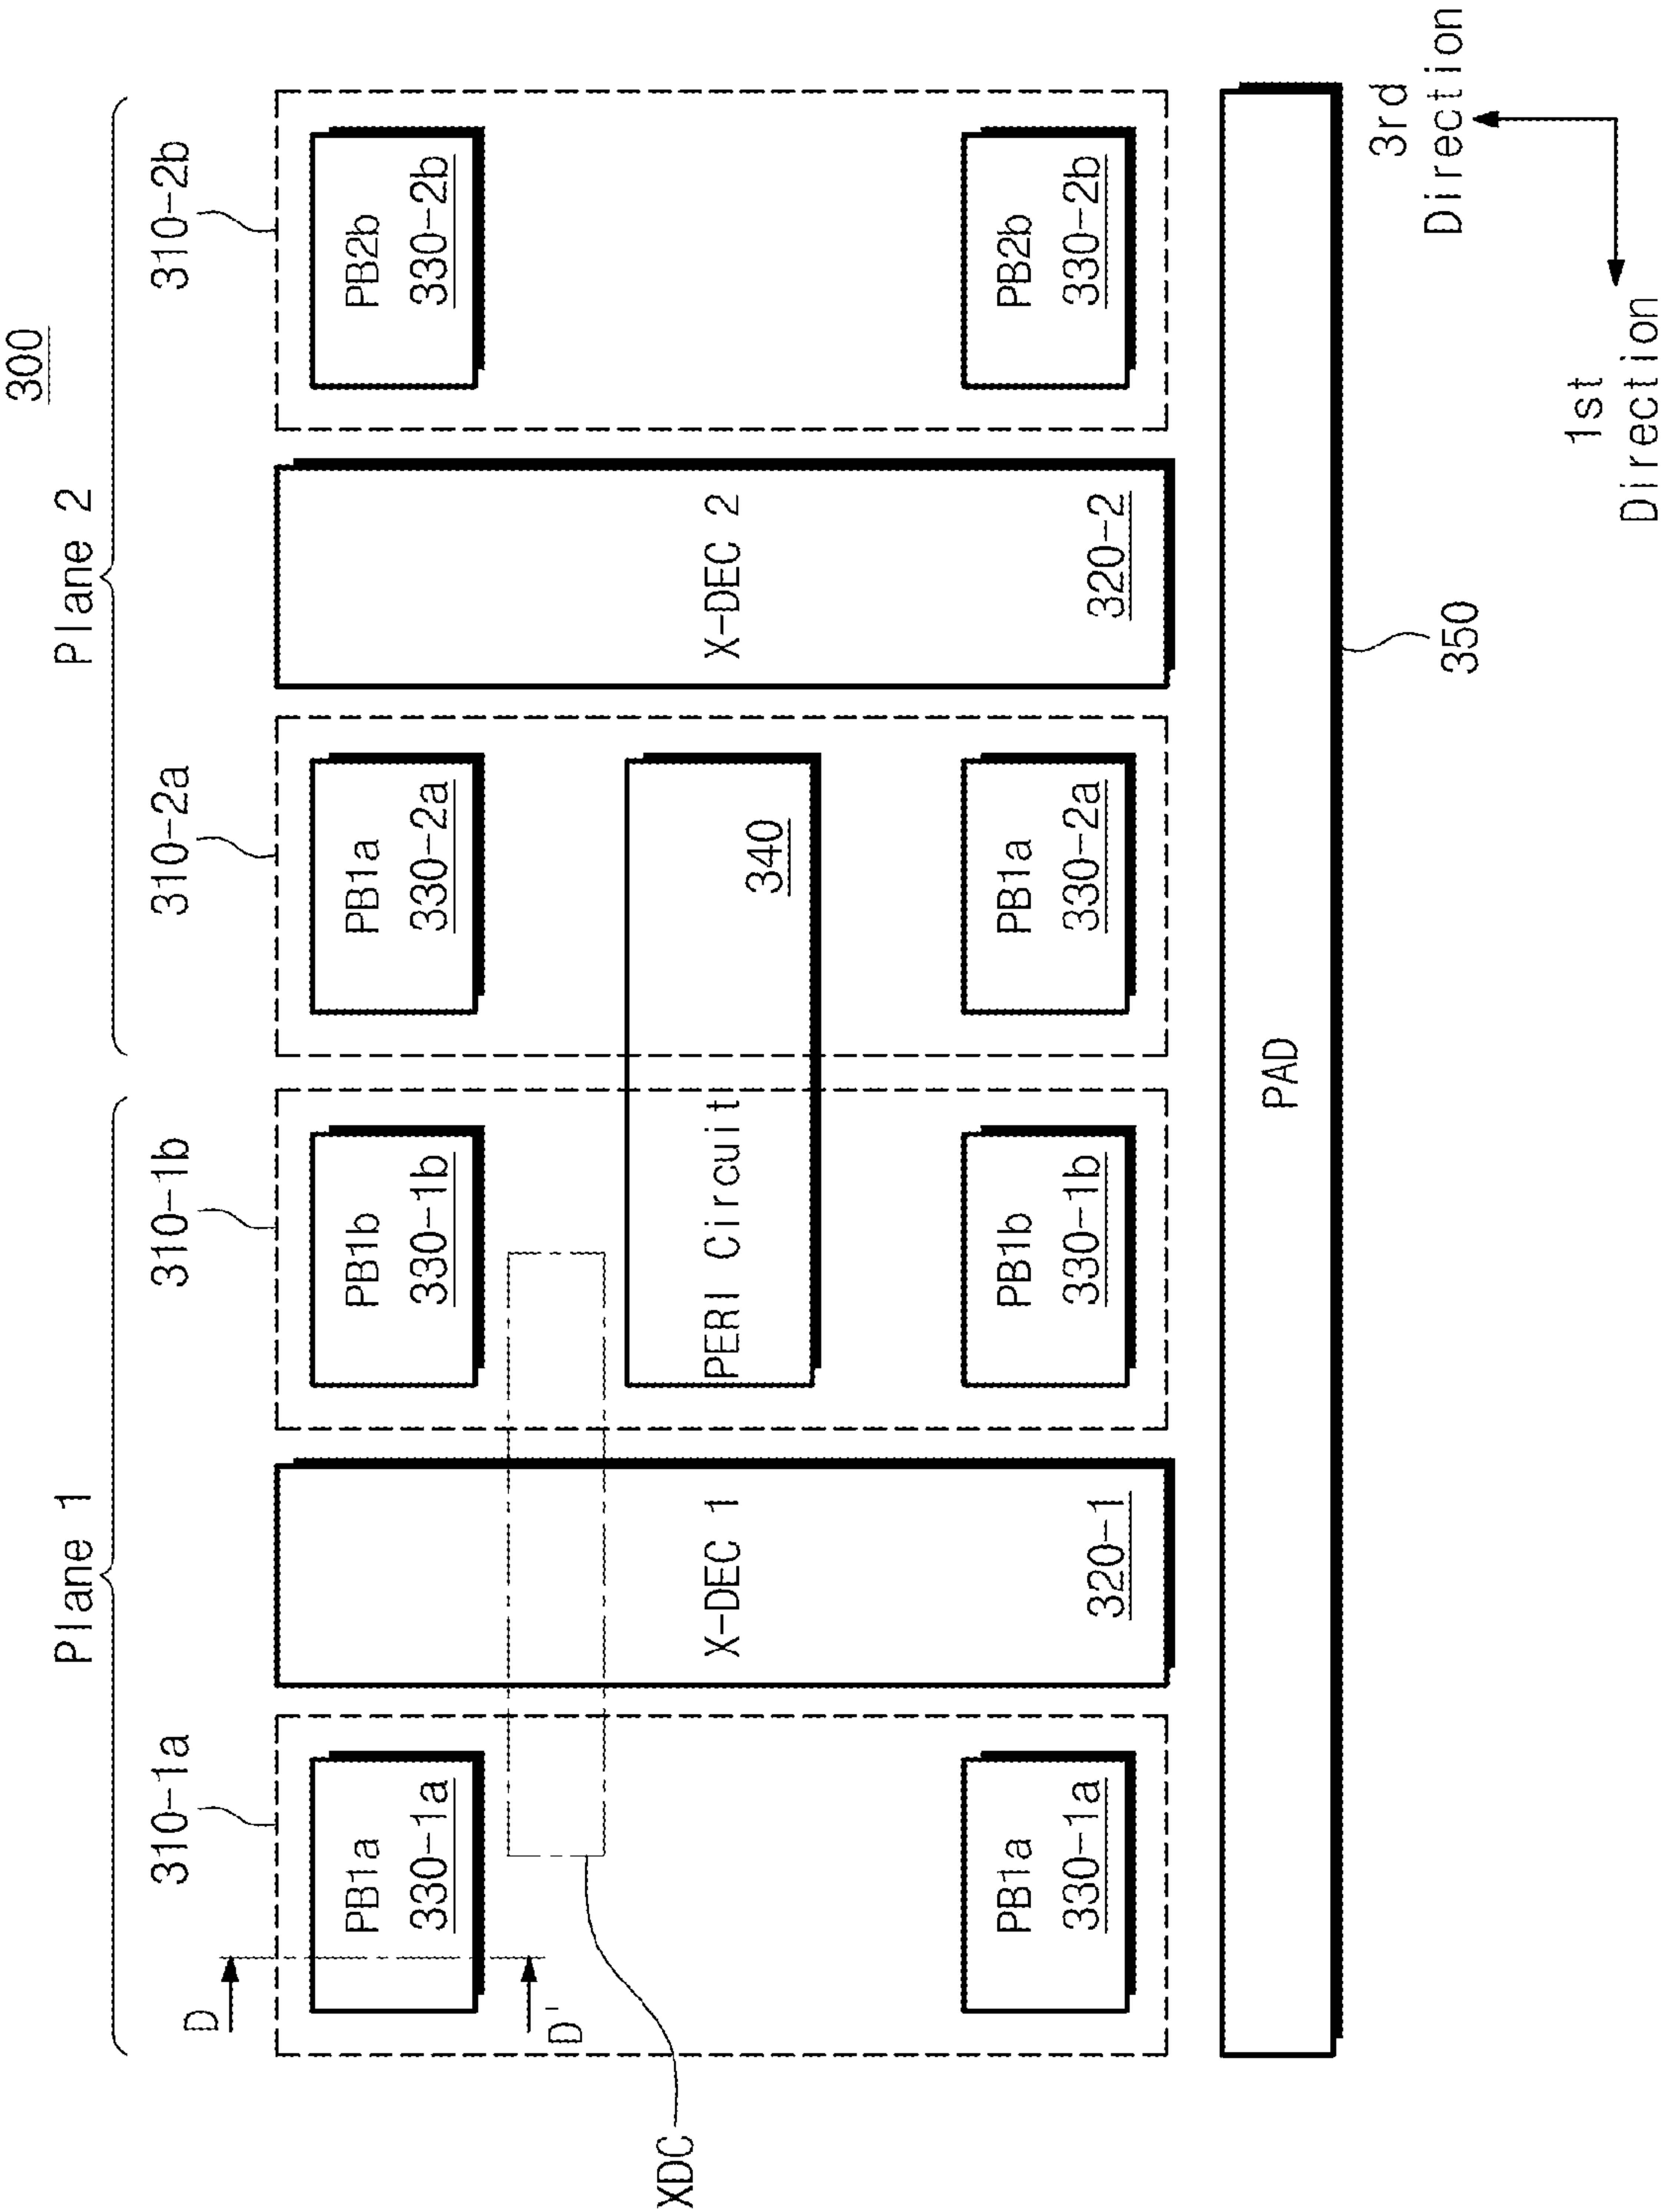 300
Plane 1
Plane 2
310-1a
310-1b
310-2a
310-2b
D
D'
PB1a
330-1a
PB1b
330-1b
PB1a
330-2a
PB2b
330-2b
XDC
X-DEC 1
320-1
PERI Circuit
340
X-DEC 2
320-2
PB1a
330-1a
PB1b
330-1b
PB1a
330-2a
PB2b
330-2b
PAD
350
3rd
Direction
1st
Direction